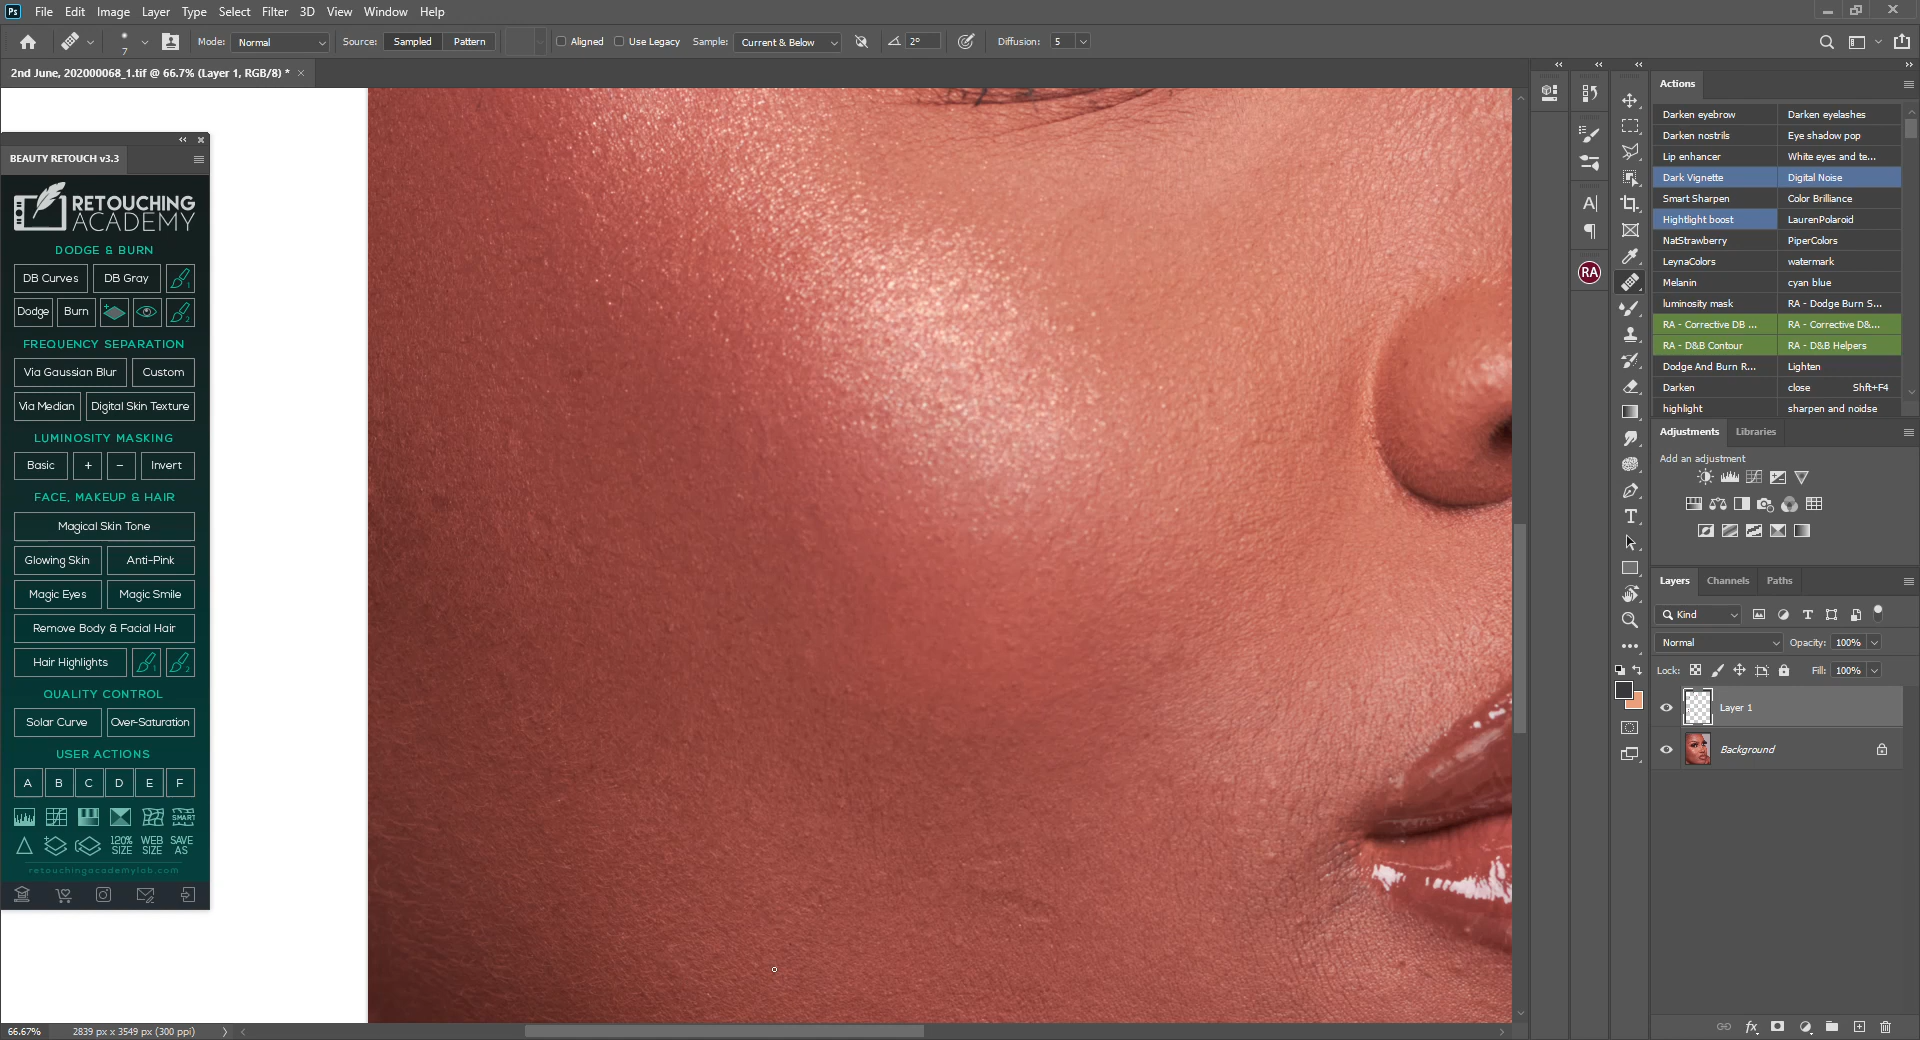 Ps File Edit Image Layer Type Select Filter 3D View Window Help
7 Mode: Normal Source: Sampled Pattern Aligned Use Legacy Sample: Current & Below 2° Diffusion: 5
2nd June, 202000068_1.tif @ 66.7% (Layer 1, RGB/8) *
BEAUTY RETOUCH v3.3
RETOUCHING
ACADEMY
DODGE & BURN
DB Curves DB Gray 1
Dodge Burn 2
FREQUENCY SEPARATION
Via Gaussian Blur Custom
Via Median Digital Skin Texture
LUMINOSITY MASKING
Basic + − Invert
FACE, MAKEUP & HAIR
Magical Skin Tone
Glowing Skin Anti-Pink
Magic Eyes Magic Smile
Remove Body & Facial Hair
Hair Highlights 1 2
QUALITY CONTROL
Solar Curve Over-Saturation
USER ACTIONS
A B C D E F
SMART
120% SIZE WEB SIZE SAVE AS
retouchingacademylab.com
66.67% 2839 px x 3549 px (300 ppi)
RA
Actions
Darken eyebrow Darken eyelashes
Darken nostrils Eye shadow pop
Lip enhancer White eyes and te...
Dark Vignette Digital Noise
Smart Sharpen Color Brilliance
Hightlight boost LaurenPolaroid
NatStrawberry PiperColors
LeynaColors watermark
Melanin cyan blue
luminosity mask RA - Dodge Burn S...
RA - Corrective DB ... RA - Corrective D&...
RA - D&B Contour RA - D&B Helpers
Dodge And Burn R... Lighten
Darken close Shft+F4
highlight sharpen and noidse
Adjustments Libraries
Add an adjustment
Layers Channels Paths
Kind
Normal Opacity: 100%
Lock: Fill: 100%
Layer 1
Background